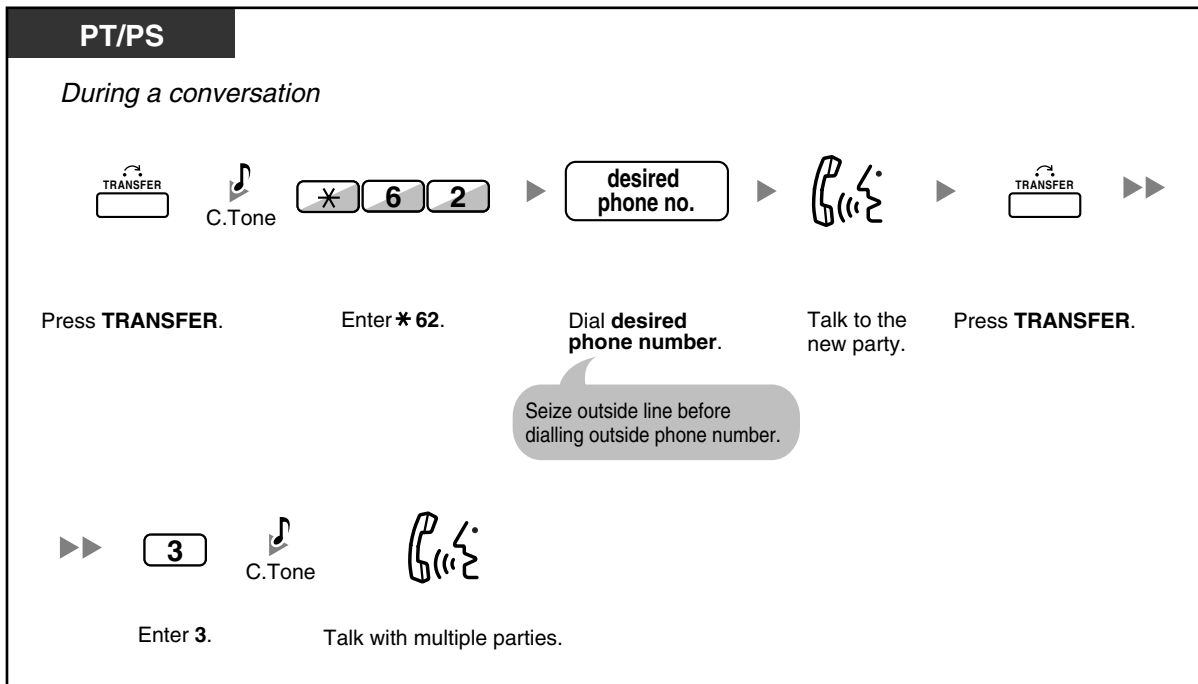 PT/PS
During a conversation
TRANSFER
C.Tone
* 6 2
desired
phone no.
TRANSFER
Press TRANSFER.
Enter * 62.
Dial desired
phone number.
Talk to the
new party.
Press TRANSFER.
Seize outside line before
dialling outside phone number.
3
C.Tone
Enter 3.
Talk with multiple parties.